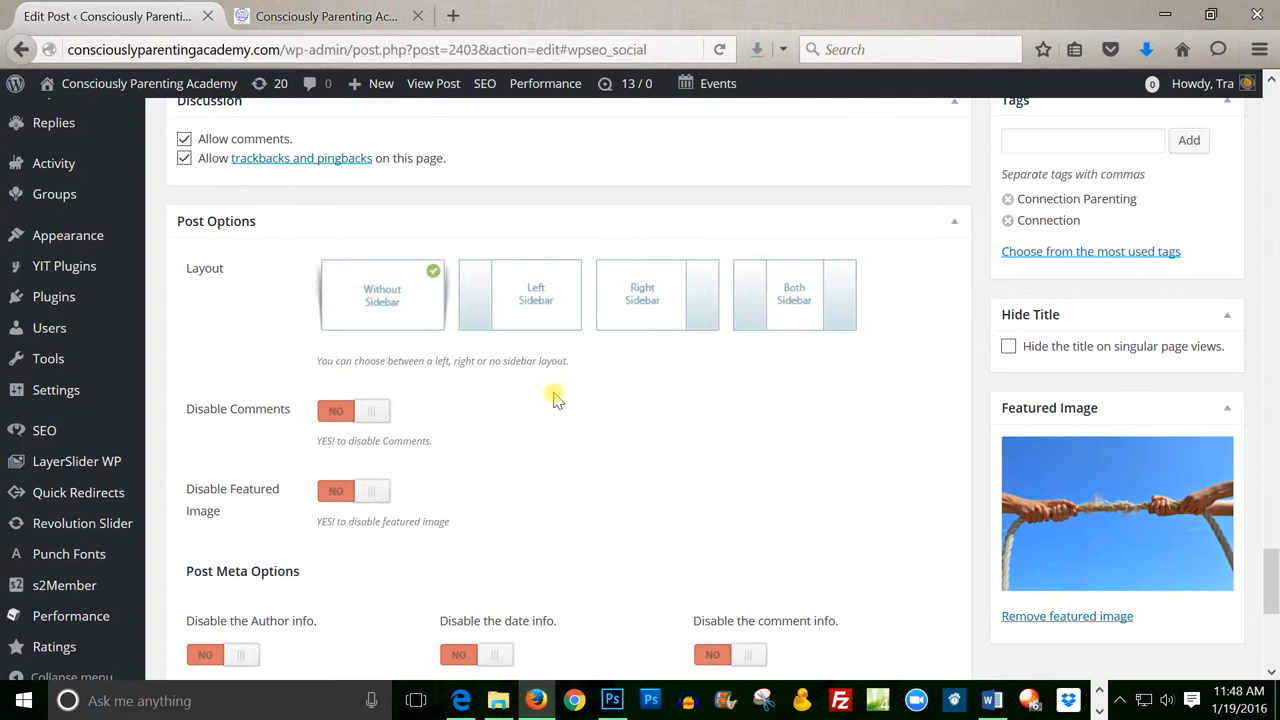 Edit Post ‹ Consciously Parenti... ×
Consciously Parenting Ac... ×
consciouslyparentingacademy.com/wp-admin/post.php?post=2403&action=edit#wpseo_social
Search
Consciously Parenting Academy
20
0
New
View Post
SEO
Performance
13 / 0
Events
0
Howdy, Tra
Replies
Activity
Groups
Appearance
YIT Layouts
Plugins
Users
Tools
Settings
SEO
LayerSlider WP
Quick Redirects
Revolution Slider
Punch Fonts
s2Member
Performance
Ratings
Collapse menu
Discussion
Allow comments.
Allow trackbacks and pingbacks on this page.
Post Options
Layout
Without
Sidebar
Left
Sidebar
Right
Sidebar
Both
Sidebar
You can choose between a left, right or no sidebar layout.
Disable Comments
NO
YES! to disable Comments.
Disable Featured
Image
NO
YES! to disable featured image
Post Meta Options
Disable the Author info.
Disable the date info.
Disable the comment info.
NO
NO
NO
Tags
Add
Separate tags with commas
Connection Parenting
Connection
Choose from the most used tags
Hide Title
Hide the title on singular page views.
Featured Image
Remove featured image
Ask me anything
11:48 AM
1/19/2016